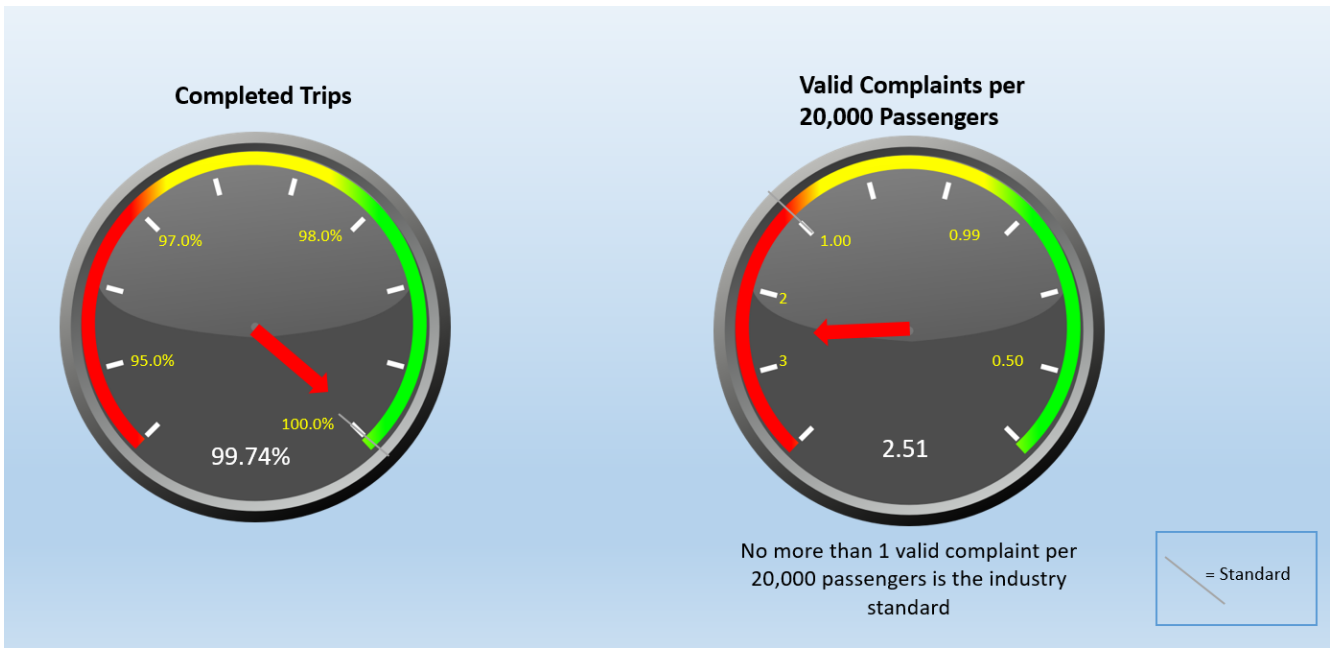 Completed Trips
97.0%
98.0%
95.0%
100.0%
99.74%
Valid Complaints per
20,000 Passengers
1.00
0.99
2
3
0.50
2.51
No more than 1 valid complaint per
20,000 passengers is the industry
standard
= Standard